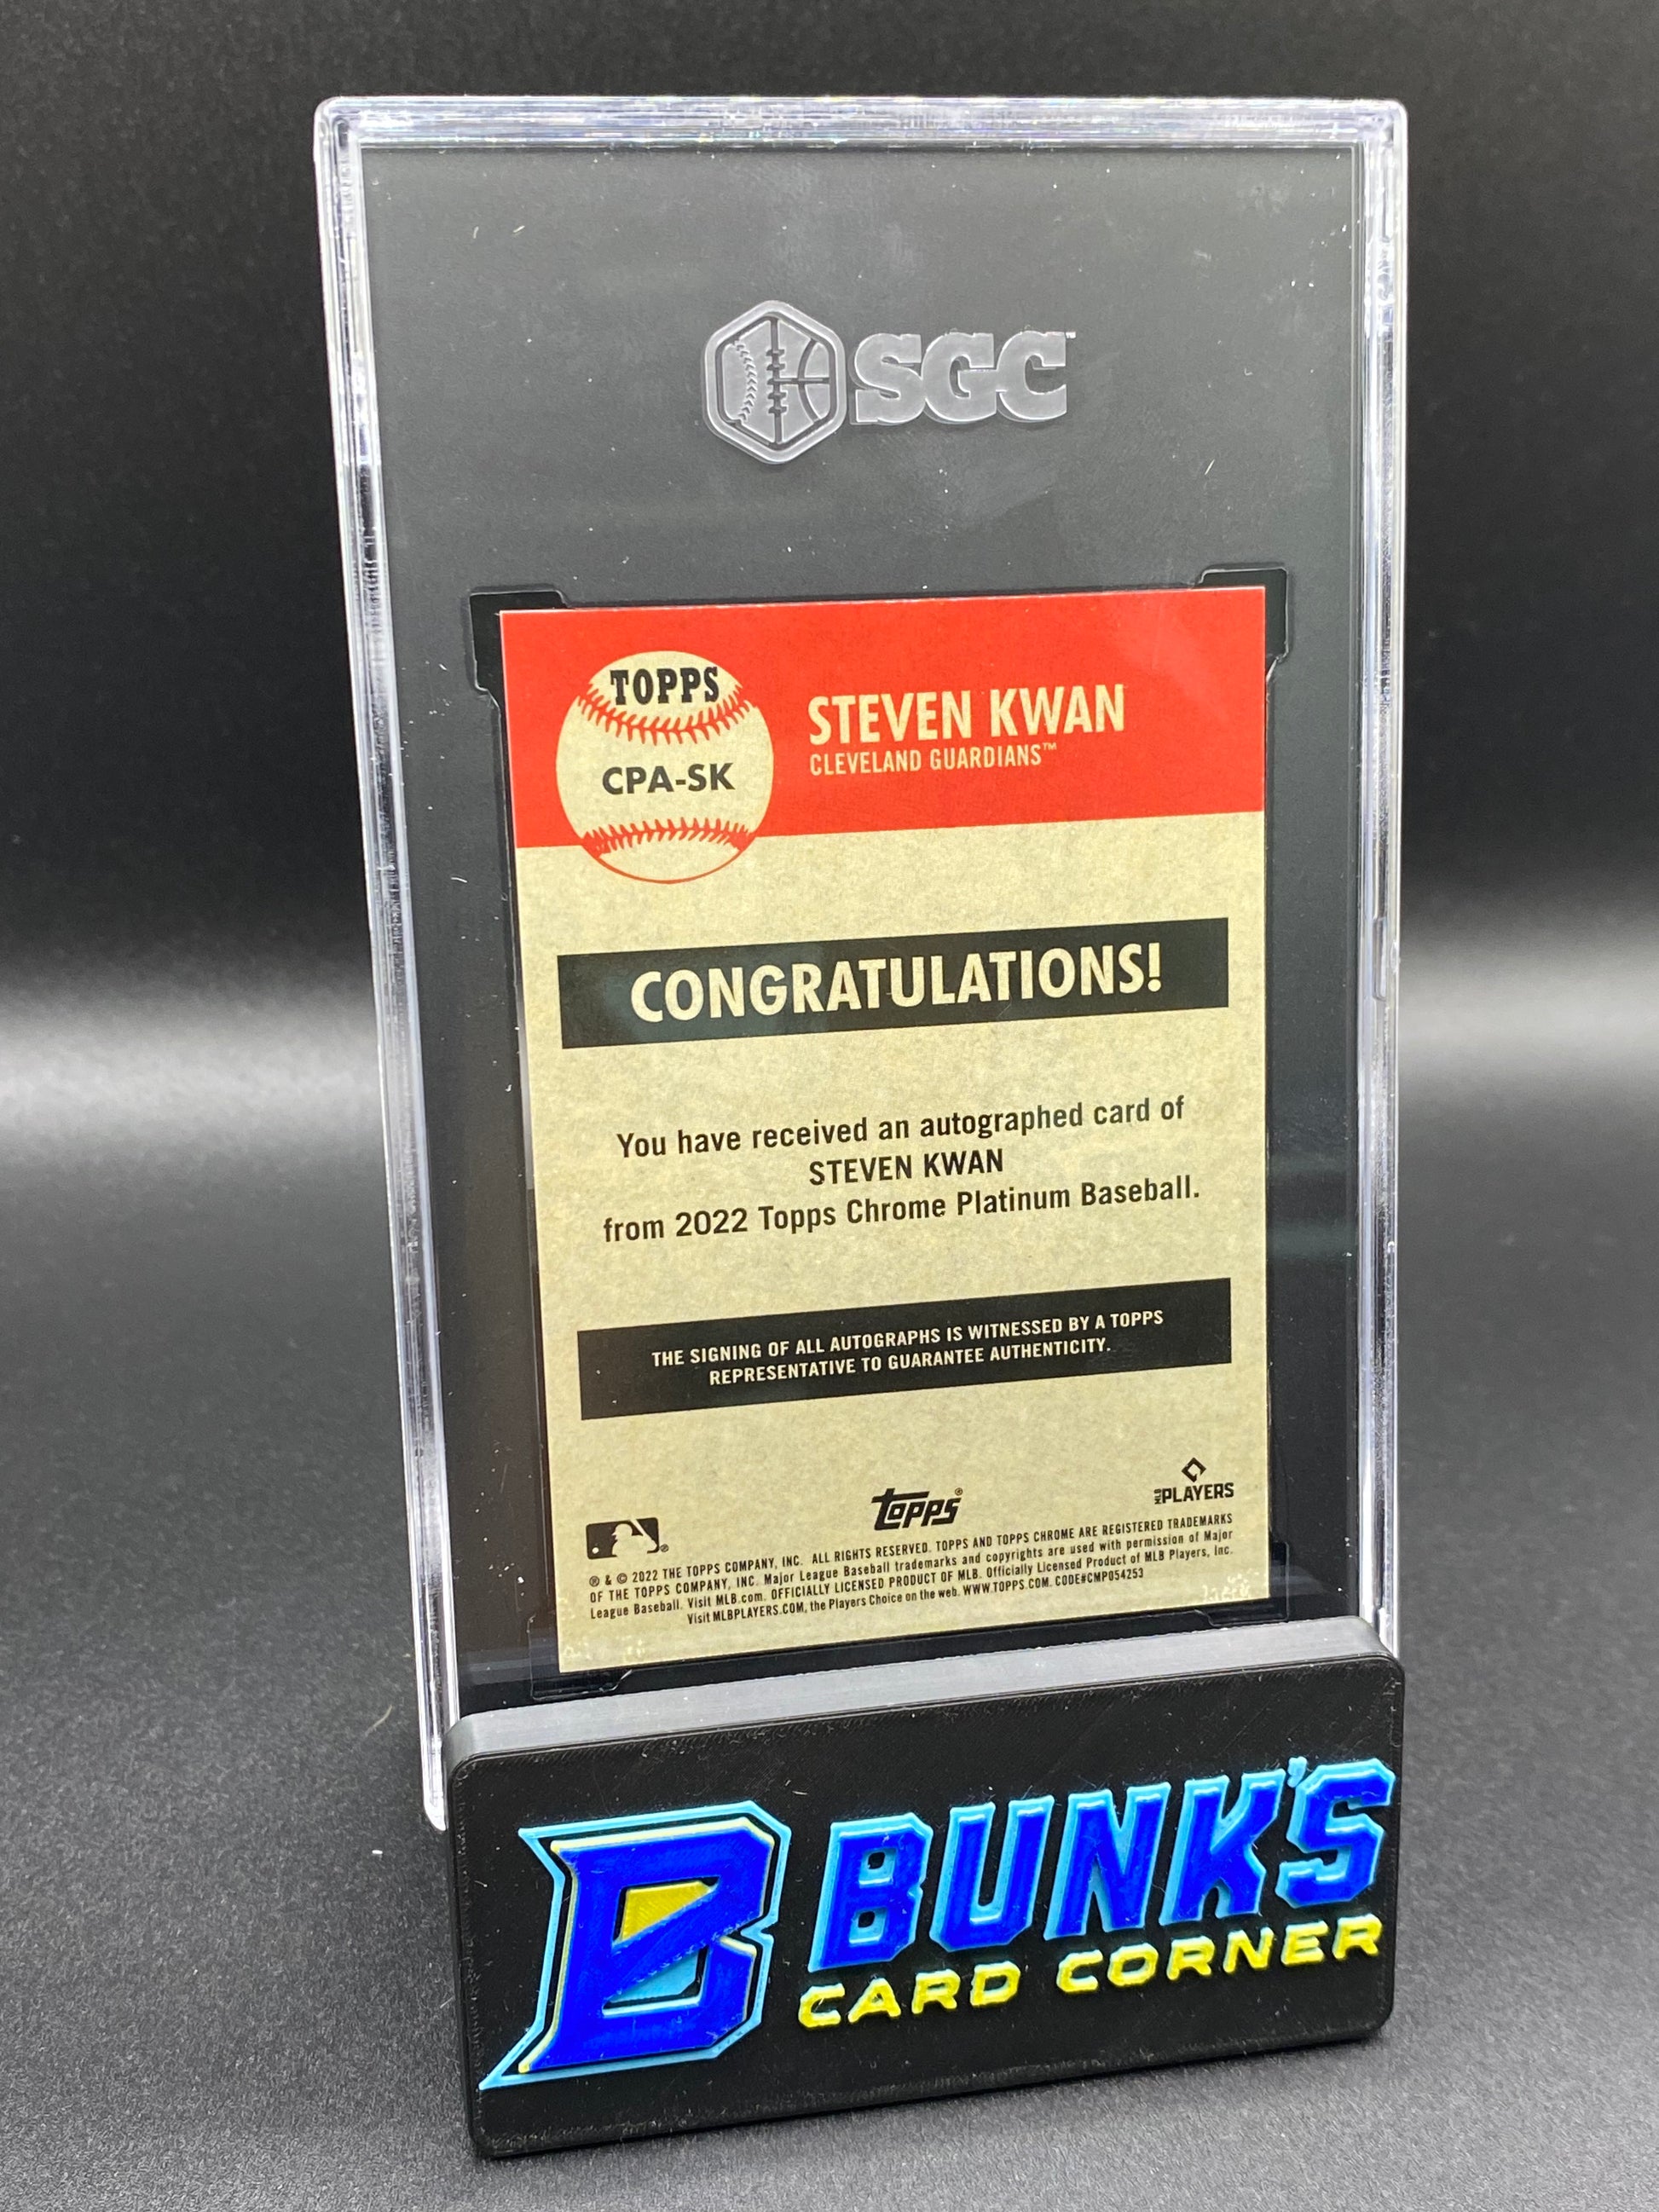 SGC
TOPPS
CPA-SK
STEVEN KWAN
CLEVELAND GUARDIANS™
CONGRATULATIONS!
You have received an autographed card of
STEVEN KWAN
from 2022 Topps Chrome Platinum Baseball.
THE SIGNING OF ALL AUTOGRAPHS IS WITNESSED BY A TOPPS
REPRESENTATIVE TO GUARANTEE AUTHENTICITY.
topps®
MLB PLAYERS
® & © 2022 THE TOPPS COMPANY, INC. ALL RIGHTS RESERVED. TOPPS AND TOPPS CHROME ARE REGISTERED TRADEMARKS
OF THE TOPPS COMPANY, INC. Major League Baseball trademarks and copyrights are used with permission of Major
League Baseball. Visit MLB.com. OFFICIALLY LICENSED PRODUCT OF MLB. Officially Licensed Product of MLB Players, Inc.
Visit MLBPLAYERS.COM, the Players Choice on the web. WWW.TOPPS.COM. CODE#CMP054253
B BUNK'S
CARD CORNER